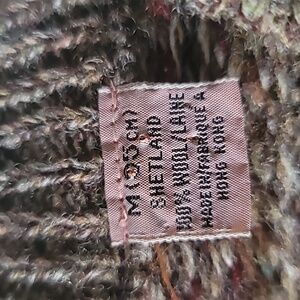 M (95CM)
SHETLAND
100% WOOL/LAINE
MADE IN/FABRIQUE A
HONG KONG